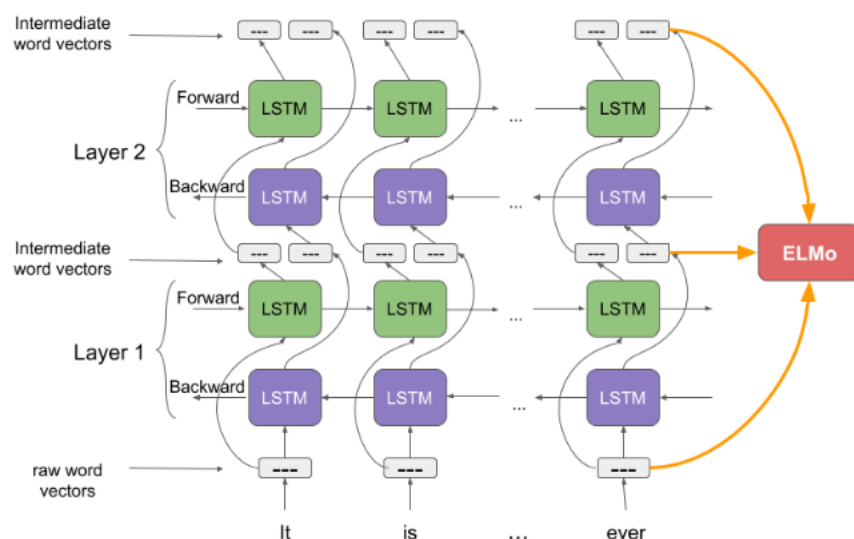 Intermediate
word vectors
--- --- --- --- --- ---
Forward
LSTM LSTM ... LSTM
Layer 2
Backward
LSTM LSTM ... LSTM
Intermediate
word vectors
--- --- --- --- --- ---
ELMo
Forward
LSTM LSTM ... LSTM
Layer 1
Backward
LSTM LSTM ... LSTM
raw word
vectors
--- --- ---
It is ... ever